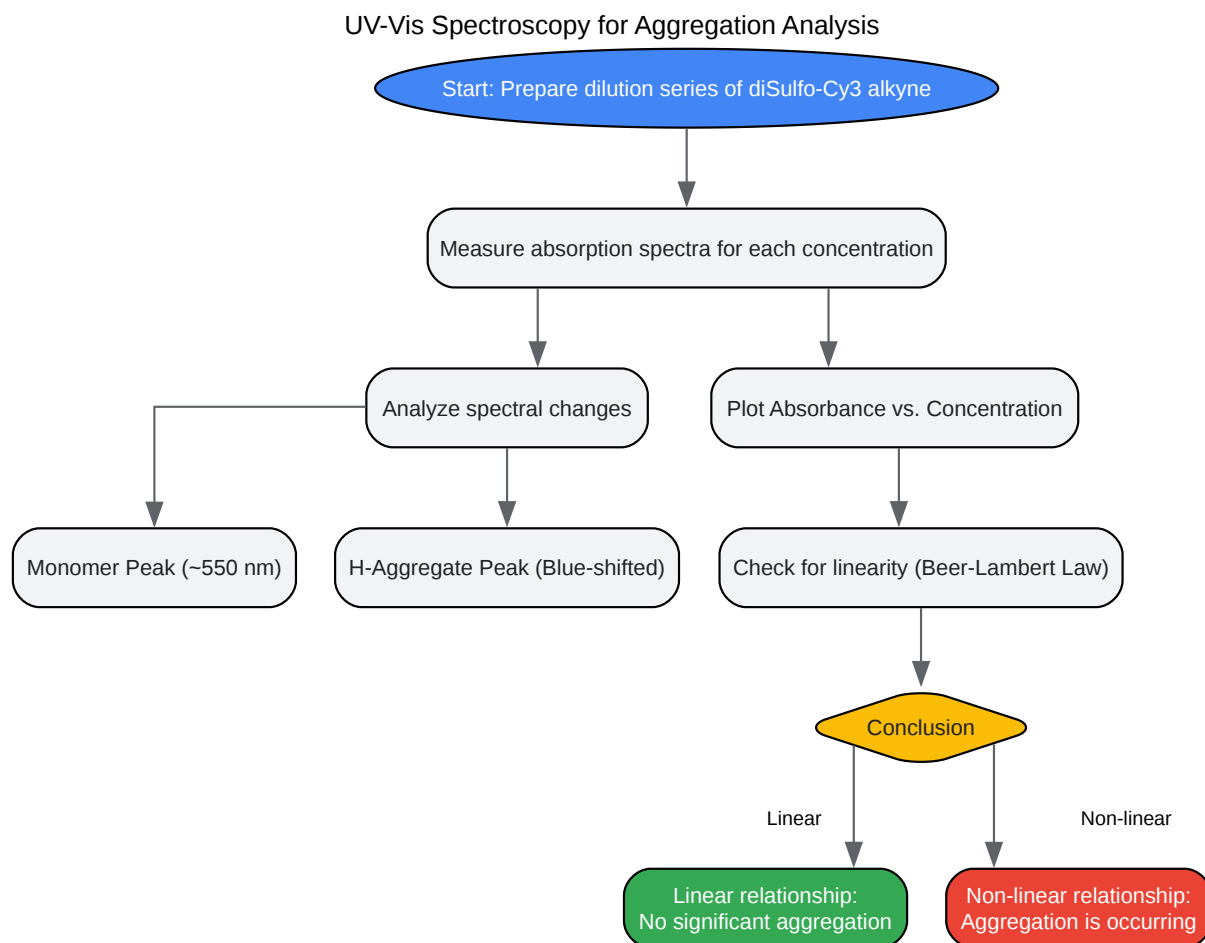 UV-Vis Spectroscopy for Aggregation Analysis
Start: Prepare dilution series of diSulfo-Cy3 alkyne
Measure absorption spectra for each concentration
Analyze spectral changes
Plot Absorbance vs. Concentration
Monomer Peak (~550 nm)
H-Aggregate Peak (Blue-shifted)
Check for linearity (Beer-Lambert Law)
Conclusion
Linear
Non-linear
Linear relationship:
No significant aggregation
Non-linear relationship:
Aggregation is occurring